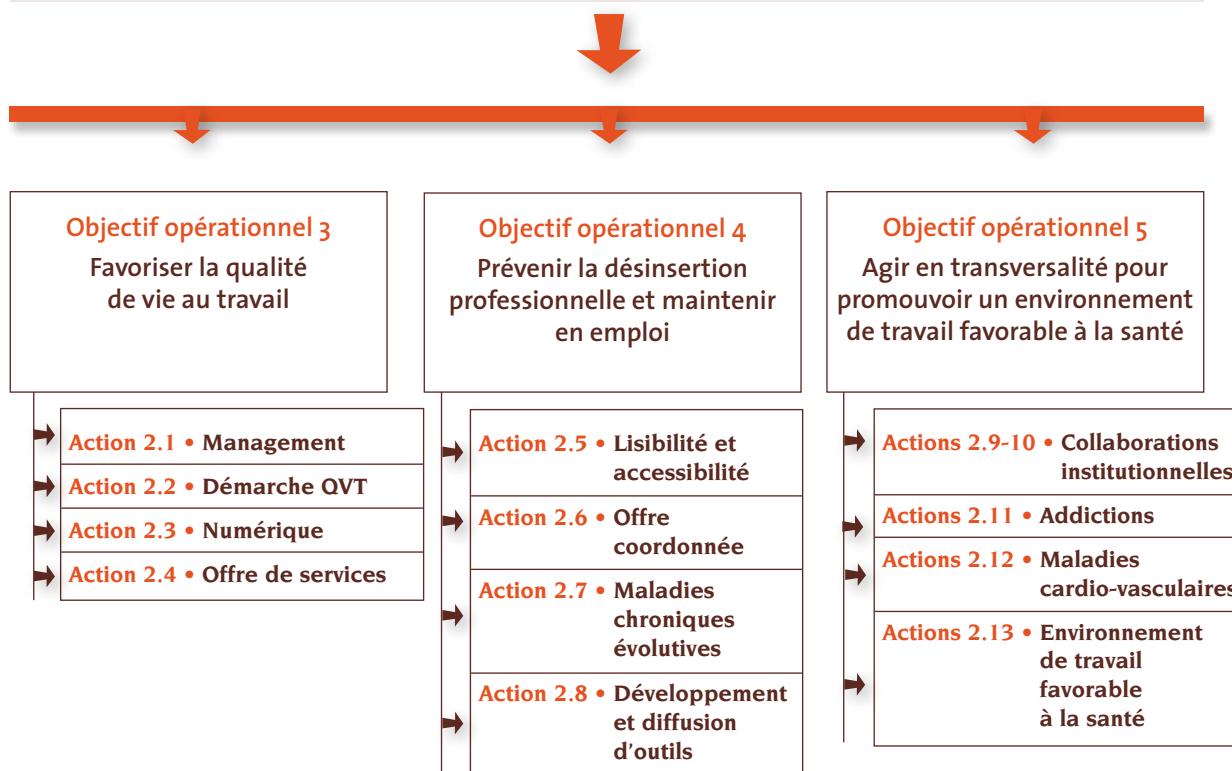 Objectif opérationnel 3
Favoriser la qualité
de vie au travail
Action 2.1 • Management
Action 2.2 • Démarche QVT
Action 2.3 • Numérique
Action 2.4 • Offre de services
Objectif opérationnel 4
Prévenir la désinsertion
professionnelle et maintenir
en emploi
Action 2.5 • Lisibilité et
accessibilité
Action 2.6 • Offre
coordonnée
Action 2.7 • Maladies
chroniques
évolutives
Action 2.8 • Développement
et diffusion
d'outils
Objectif opérationnel 5
Agir en transversalité pour
promouvoir un environnement
de travail favorable à la santé
Actions 2.9-10 • Collaborations
institutionnelles
Actions 2.11 • Addictions
Actions 2.12 • Maladies
cardio-vasculaires
Actions 2.13 • Environnement
de travail
favorable
à la santé